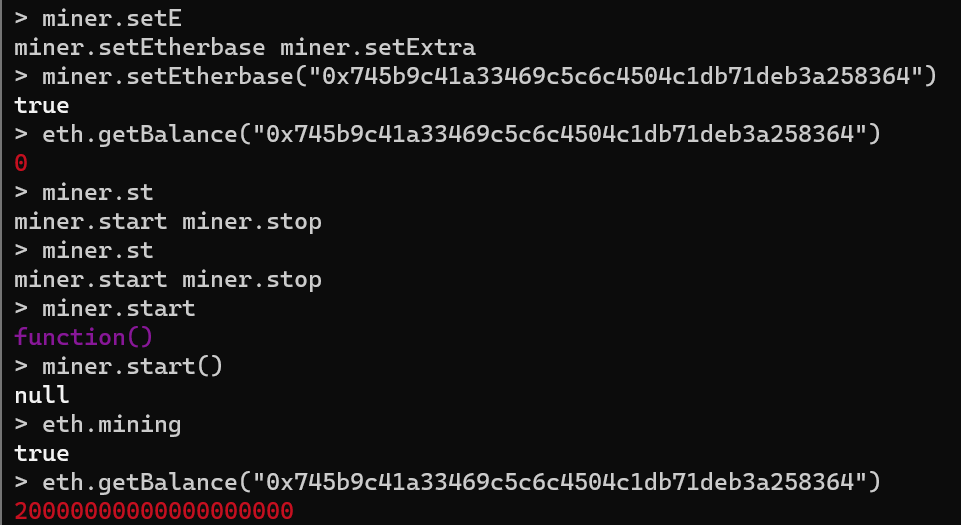 > miner.setE
miner.setEtherbase miner.setExtra
> miner.setEtherbase("0x745b9c41a33469c5c6c4504c1db71deb3a258364")
true
> eth.getBalance("0x745b9c41a33469c5c6c4504c1db71deb3a258364")
0
> miner.st
miner.start miner.stop
> miner.st
miner.start miner.stop
> miner.start
function()
> miner.start()
null
> eth.mining
true
> eth.getBalance("0x745b9c41a33469c5c6c4504c1db71deb3a258364")
20000000000000000000